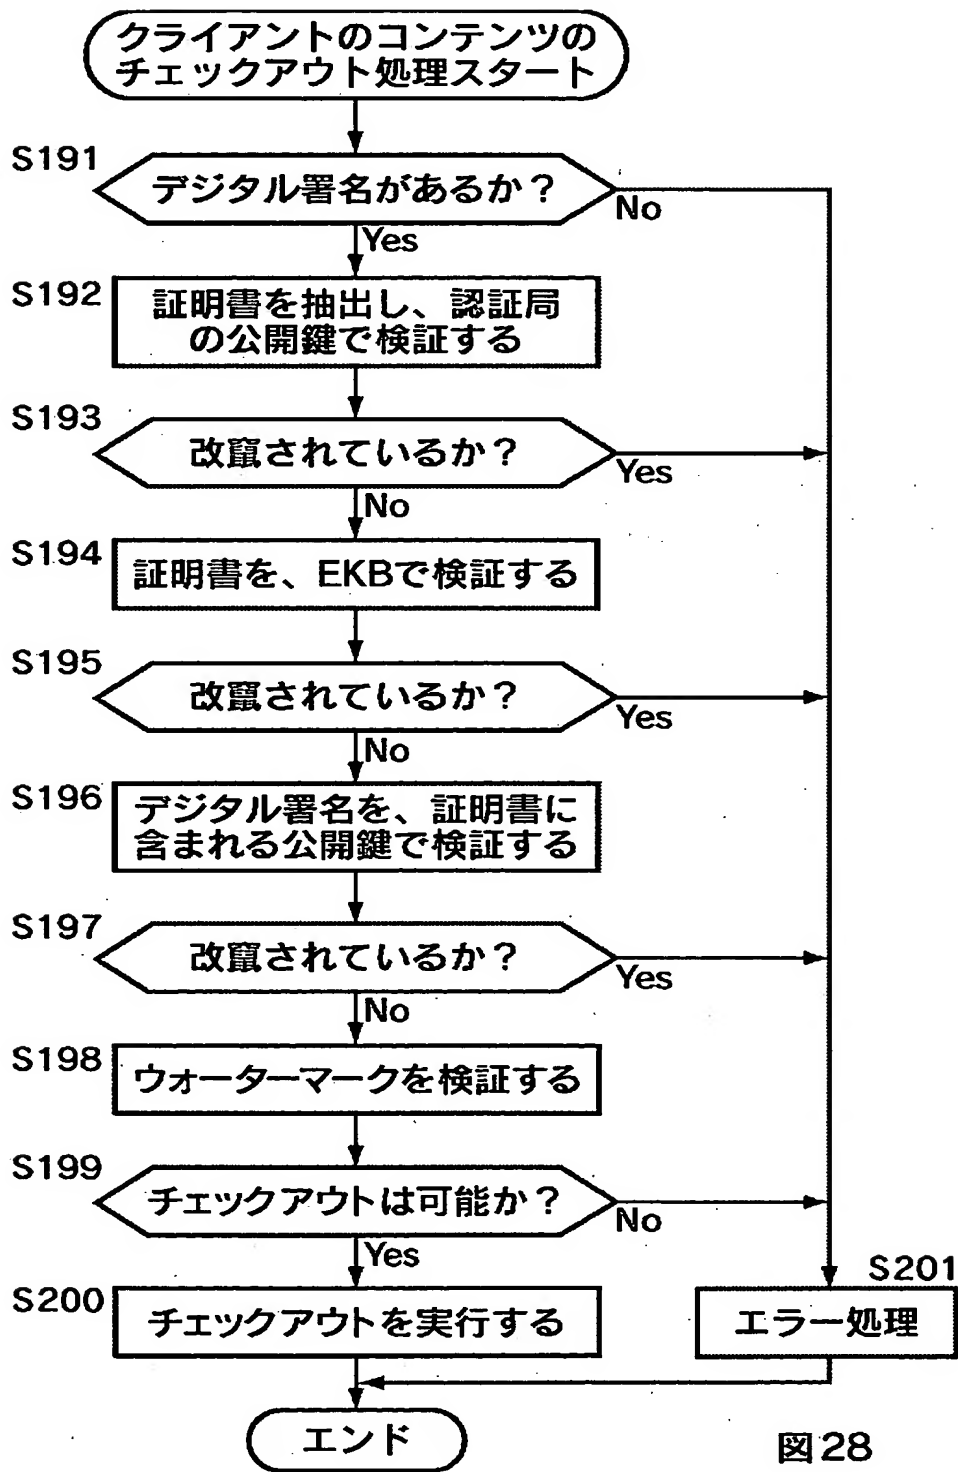 クライアントのコンテンツの
チェックアウト処理スタート
S191
デジタル署名があるか？
No
Yes
S192
証明書を抽出し、認証局
の公開鍵で検証する
S193
改竄されているか？
Yes
No
S194
証明書を、EKBで検証する
S195
改竄されているか？
Yes
No
S196
デジタル署名を、証明書に
含まれる公開鍵で検証する
S197
改竄されているか？
Yes
No
S198
ウォーターマークを検証する
S199
チェックアウトは可能か？
No
Yes
S200
チェックアウトを実行する
S201
エラー処理
エンド
図28